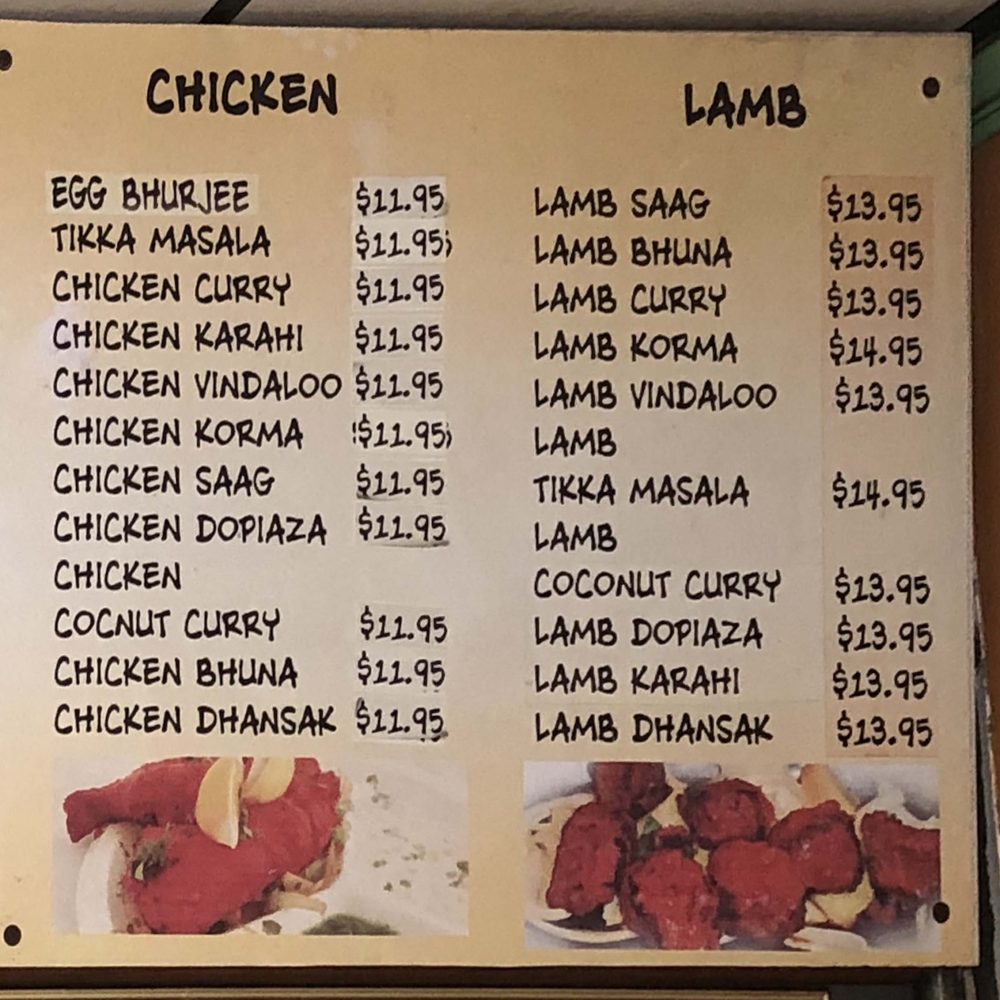 CHICKEN
EGG BHURJEE $11.95
TIKKA MASALA $11.95
CHICKEN CURRY $11.95
CHICKEN KARAHI $11.95
CHICKEN VINDALOO $11.95
CHICKEN KORMA $11.95
CHICKEN SAAG $11.95
CHICKEN DOPIAZA $11.95
CHICKEN
COCNUT CURRY $11.95
CHICKEN BHUNA $11.95
CHICKEN DHANSAK $11.95
LAMB
LAMB SAAG $13.95
LAMB BHUNA $13.95
LAMB CURRY $13.95
LAMB KORMA $14.95
LAMB VINDALOO $13.95
LAMB
TIKKA MASALA $14.95
LAMB
COCONUT CURRY $13.95
LAMB DOPIAZA $13.95
LAMB KARAHI $13.95
LAMB DHANSAK $13.95